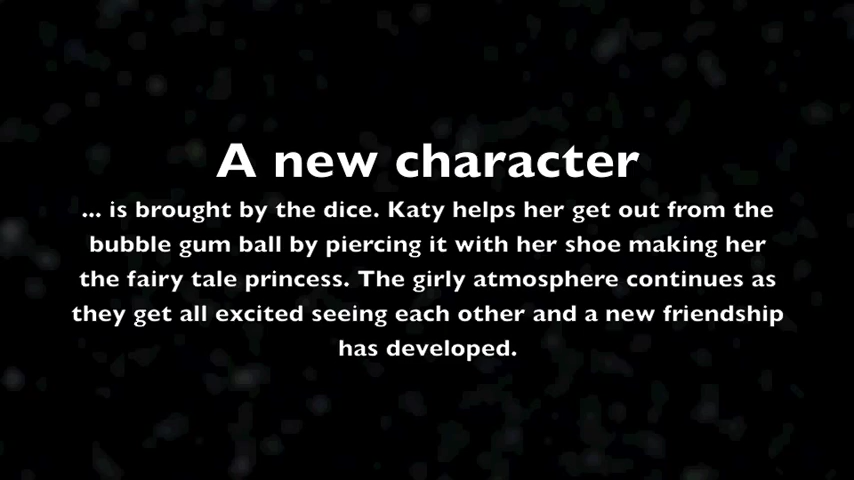 A new character
... is brought by the dice. Katy helps her get out from the
bubble gum ball by piercing it with her shoe making her
the fairy tale princess. The girly atmosphere continues as
they get all excited seeing each other and a new friendship
has developed.